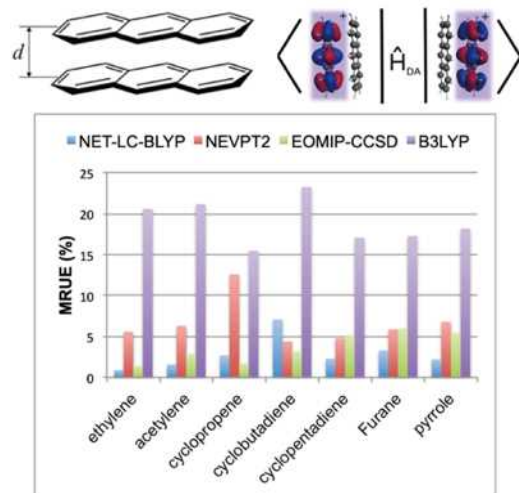 d
+
Ĥ_DA
+
NET-LC-BLYP NEVPT2 EOMIP-CCSD B3LYP
MRUE (%)
25
20
15
10
5
0
ethylene
acetylene
cyclopropene
cyclobutadiene
cyclopentadiene
Furane
pyrrole